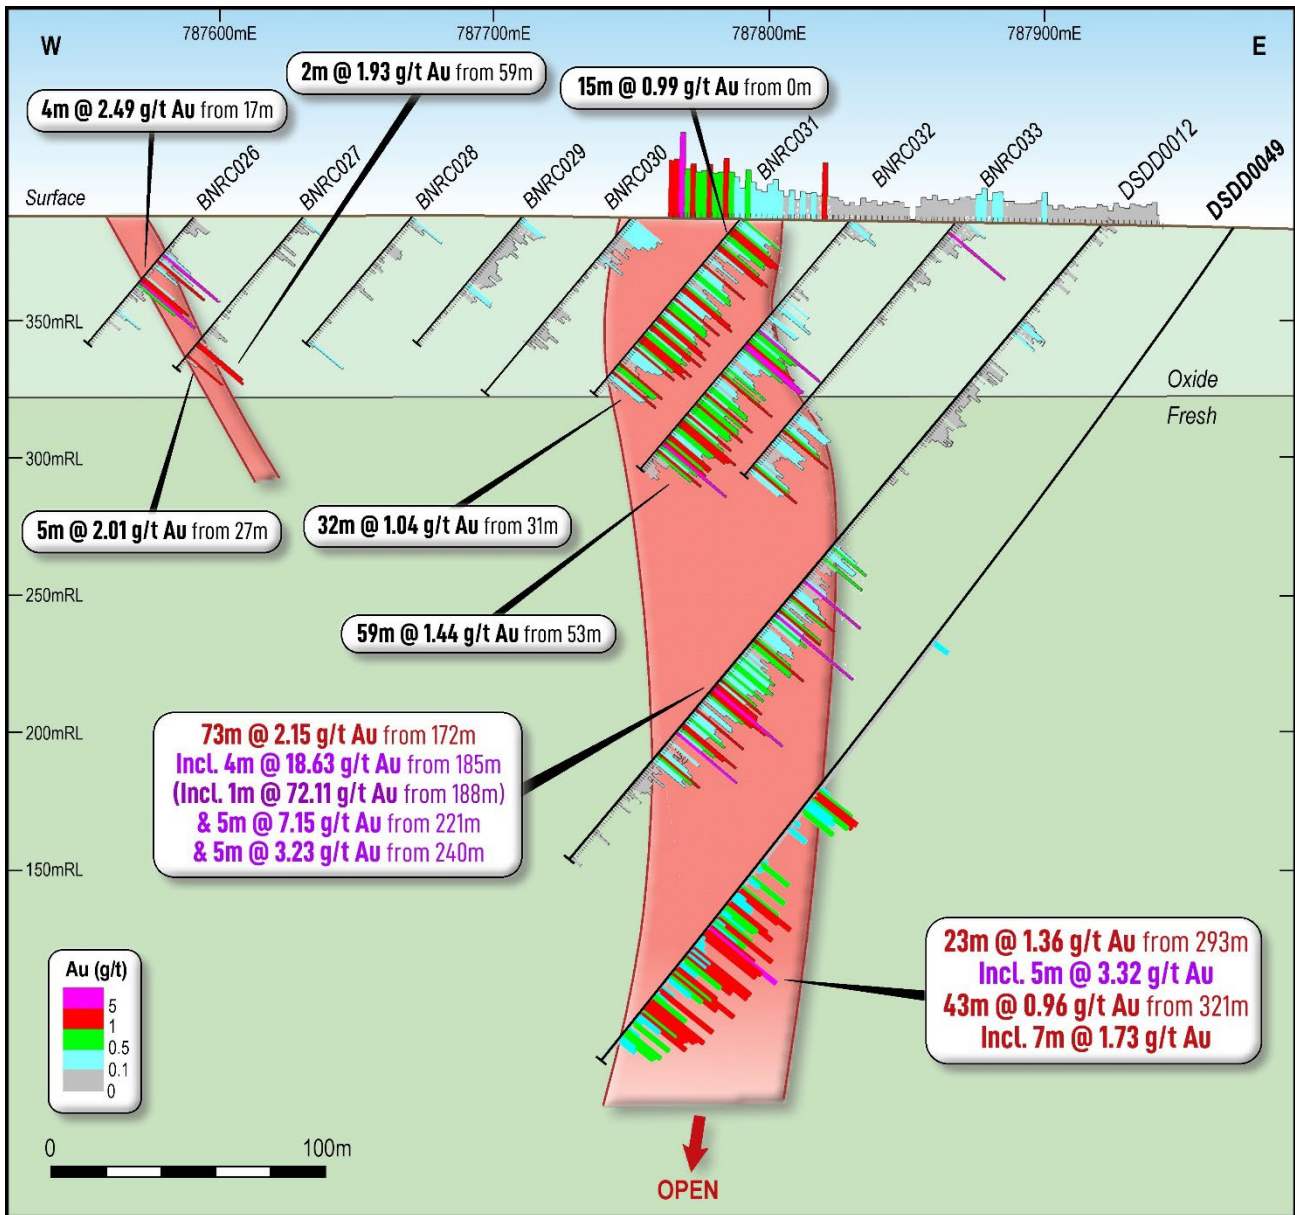 787600mE
787700mE
787800mE
787900mE
W
E
2m @ 1.93 g/t Au from 59m
15m @ 0.99 g/t Au from 0m
4m @ 2.49 g/t Au from 17m
Surface
BNRC026
BNRC027
BNRC028
BNRC029
BNRC030
BNRC031
BNRC032
BNRC033
DSDD0012
DSDD0049
350mRL
Oxide
Fresh
300mRL
5m @ 2.01 g/t Au from 27m
32m @ 1.04 g/t Au from 31m
250mRL
59m @ 1.44 g/t Au from 53m
200mRL
73m @ 2.15 g/t Au from 172m
Incl. 4m @ 18.63 g/t Au from 185m
(Incl. 1m @ 72.11 g/t Au from 188m)
& 5m @ 7.15 g/t Au from 221m
& 5m @ 3.23 g/t Au from 240m
150mRL
23m @ 1.36 g/t Au from 293m
Incl. 5m @ 3.32 g/t Au
43m @ 0.96 g/t Au from 321m
Incl. 7m @ 1.73 g/t Au
Au (g/t)
5
1
0.5
0.1
0
0
100m
OPEN